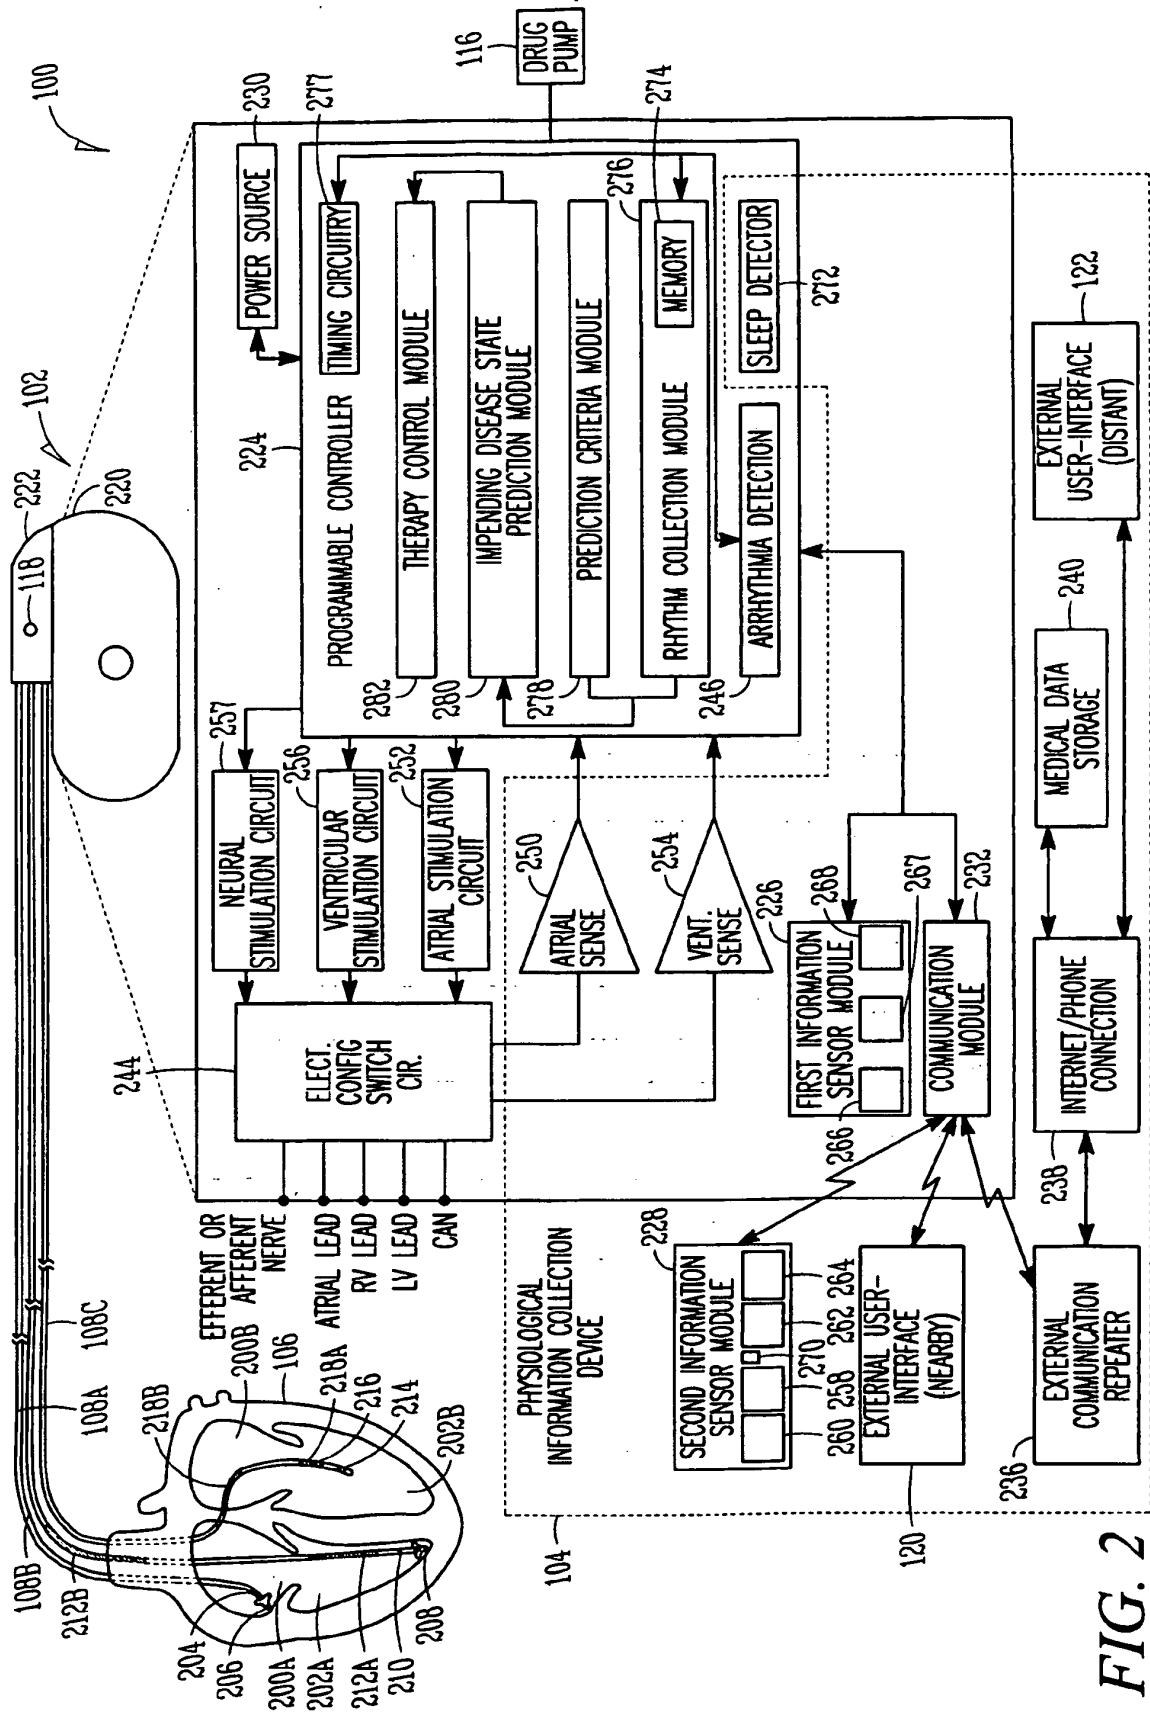 100
102
222
118
220
108A
108B
108C
212B
204
206
200A
202A
212A
210
208
218B
200B
106
218A
216
214
202B
EFFERENT OR
AFFERENT
NERVE
ATRIAL LEAD
RV LEAD
LV LEAD
CAN
244
ELECT.
CONFIG
SWITCH
CIR.
257
NEURAL
STIMULATION CIRCUIT
256
VENTRICULAR
STIMULATION CIRCUIT
252
ATRIAL STIMULATION
CIRCUIT
250
ATRIAL
SENSE
254
VENT.
SENSE
224
PROGRAMMABLE CONTROLLER
POWER SOURCE
230
TIMING CIRCUITRY
277
282
THERAPY CONTROL MODULE
280
IMPENDING DISEASE STATE
PREDICTION MODULE
278
PREDICTION CRITERIA MODULE
RHYTHM COLLECTION MODULE
276
MEMORY
274
246
ARRHYTHMIA DETECTION
SLEEP DETECTOR
272
116
DRUG
PUMP
226
FIRST INFORMATION
SENSOR MODULE
266
267
268
COMMUNICATION
MODULE
232
PHYSIOLOGICAL
INFORMATION COLLECTION
DEVICE
104
228
SECOND INFORMATION
SENSOR MODULE
260
258
270
262
264
EXTERNAL USER-
INTERFACE
(NEARBY)
120
236
EXTERNAL
COMMUNICATION
REPEATER
238
INTERNET/PHONE
CONNECTION
MEDICAL DATA
STORAGE
240
EXTERNAL
USER-INTERFACE
(DISTANT)
122
FIG. 2